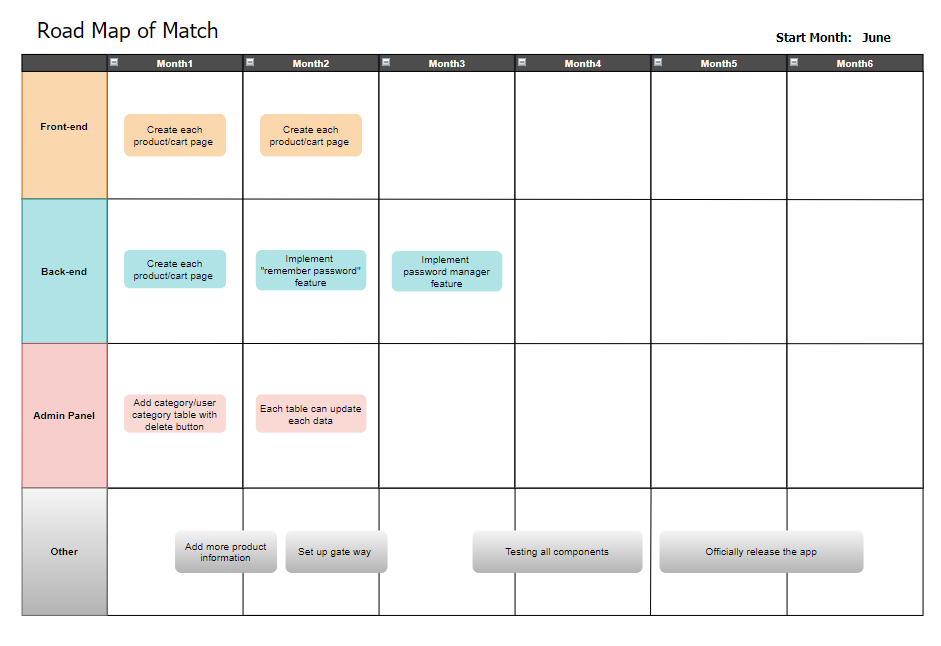 Road Map of Match
Start Month: June
Month1
Month2
Month3
Month4
Month5
Month6
Front-end
Create each
product/cart page
Create each
product/cart page
Back-end
Create each
product/cart page
Implement
"remember password"
feature
Implement
password manager
feature
Admin Panel
Add category/user
category table with
delete button
Each table can update
each data
Other
Add more product
information
Set up gate way
Testing all components
Officially release the app